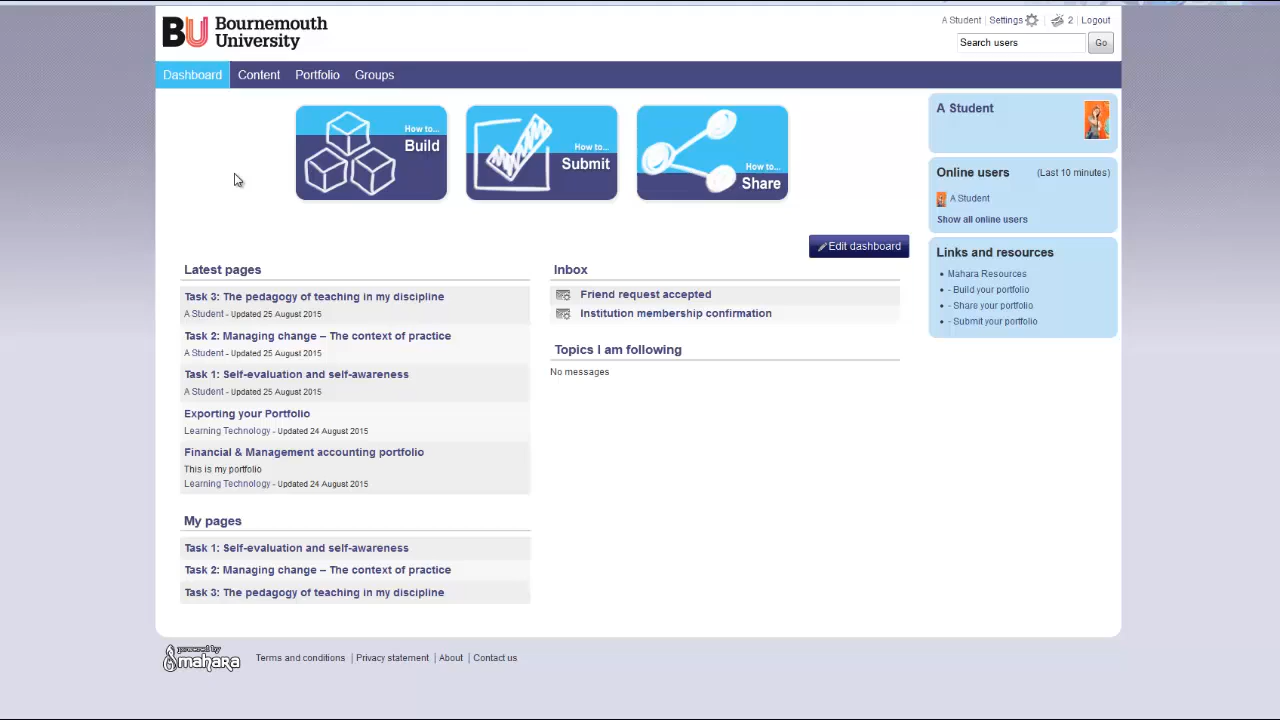 BU Bournemouth
University
A Student | Settings | 2 | Logout
Search users Go
Dashboard Content Portfolio Groups
How to...
Build
How to...
Submit
How to...
Share
A Student
Online users (Last 10 minutes)
A Student
Show all online users
Links and resources
• Mahara Resources
• - Build your portfolio
• - Share your portfolio
• - Submit your portfolio
Edit dashboard
Latest pages
Task 3: The pedagogy of teaching in my discipline
A Student - Updated 25 August 2015
Task 2: Managing change – The context of practice
A Student - Updated 25 August 2015
Task 1: Self-evaluation and self-awareness
A Student - Updated 25 August 2015
Exporting your Portfolio
Learning Technology - Updated 24 August 2015
Financial & Management accounting portfolio
This is my portfolio
Learning Technology - Updated 24 August 2015
My pages
Task 1: Self-evaluation and self-awareness
Task 2: Managing change – The context of practice
Task 3: The pedagogy of teaching in my discipline
Inbox
Friend request accepted
Institution membership confirmation
Topics I am following
No messages
powered by
mahara
Terms and conditions | Privacy statement | About | Contact us